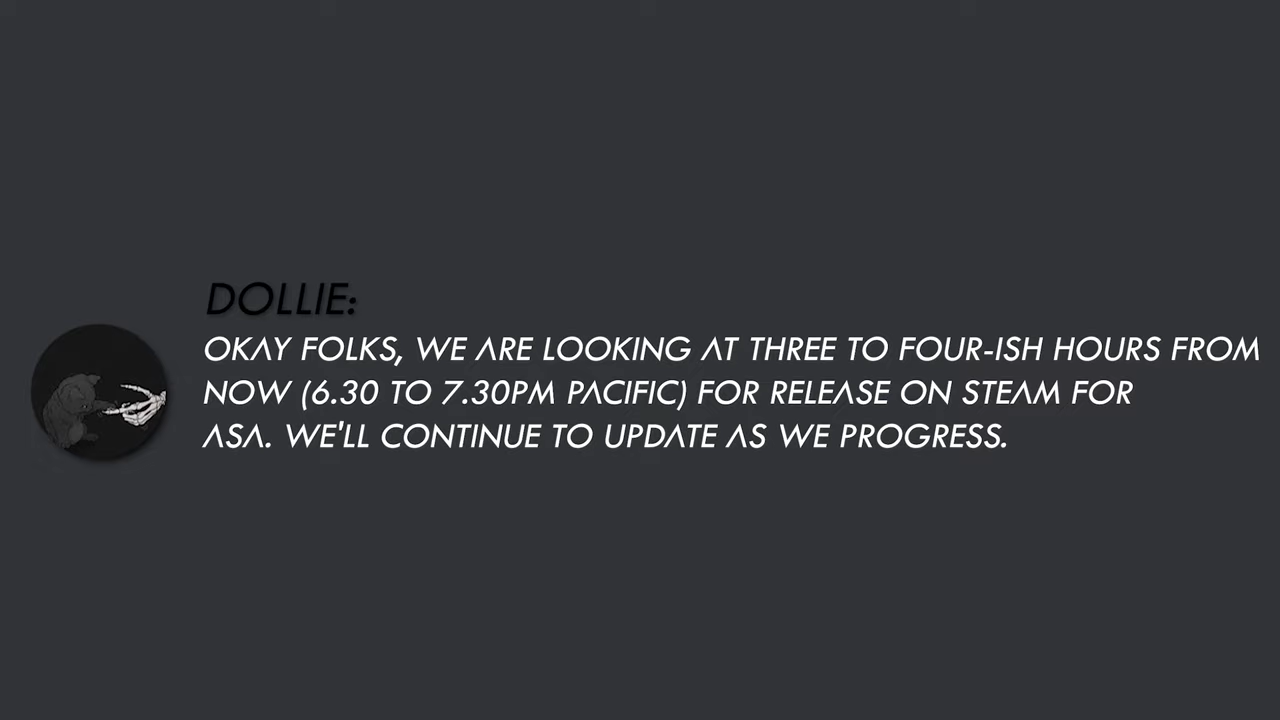 DOLLIE:
OKAY FOLKS, WE ARE LOOKING AT THREE TO FOUR-ISH HOURS FROM
NOW (6.30 TO 7.30PM PACIFIC) FOR RELEASE ON STEAM FOR
ASA. WE'LL CONTINUE TO UPDATE AS WE PROGRESS.